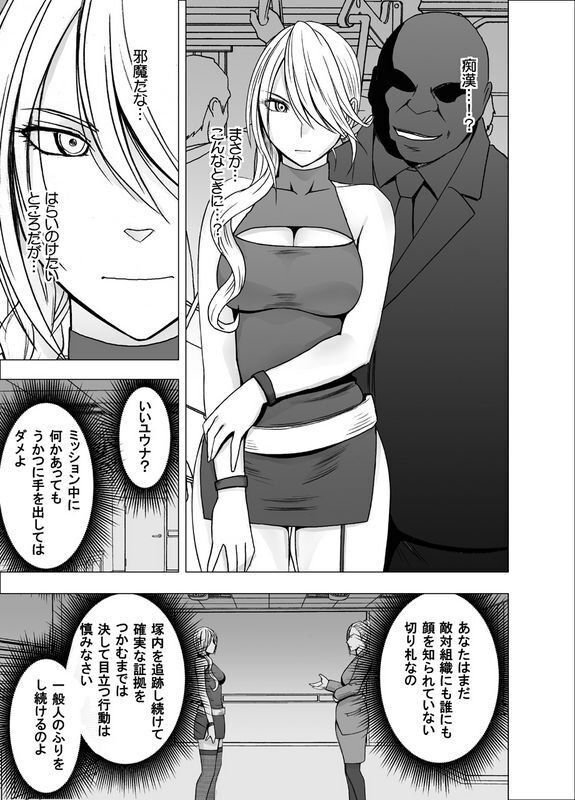 痴漢…！？
まさか…
こんなときに…？
邪魔だな…
はらいのけたい
ところだが…
いいユウナ？
ミッション中に
何かあっても
うかつに手を出しては
ダメよ
あなたはまだ
敵対組織にも誰にも
顔を知られていない
切り札なの
塚内を追跡し続けて
確実な証拠を
つかむまでは
決して目立つ行動は
慎みなさい
一般人のふりを
し続けるのよ